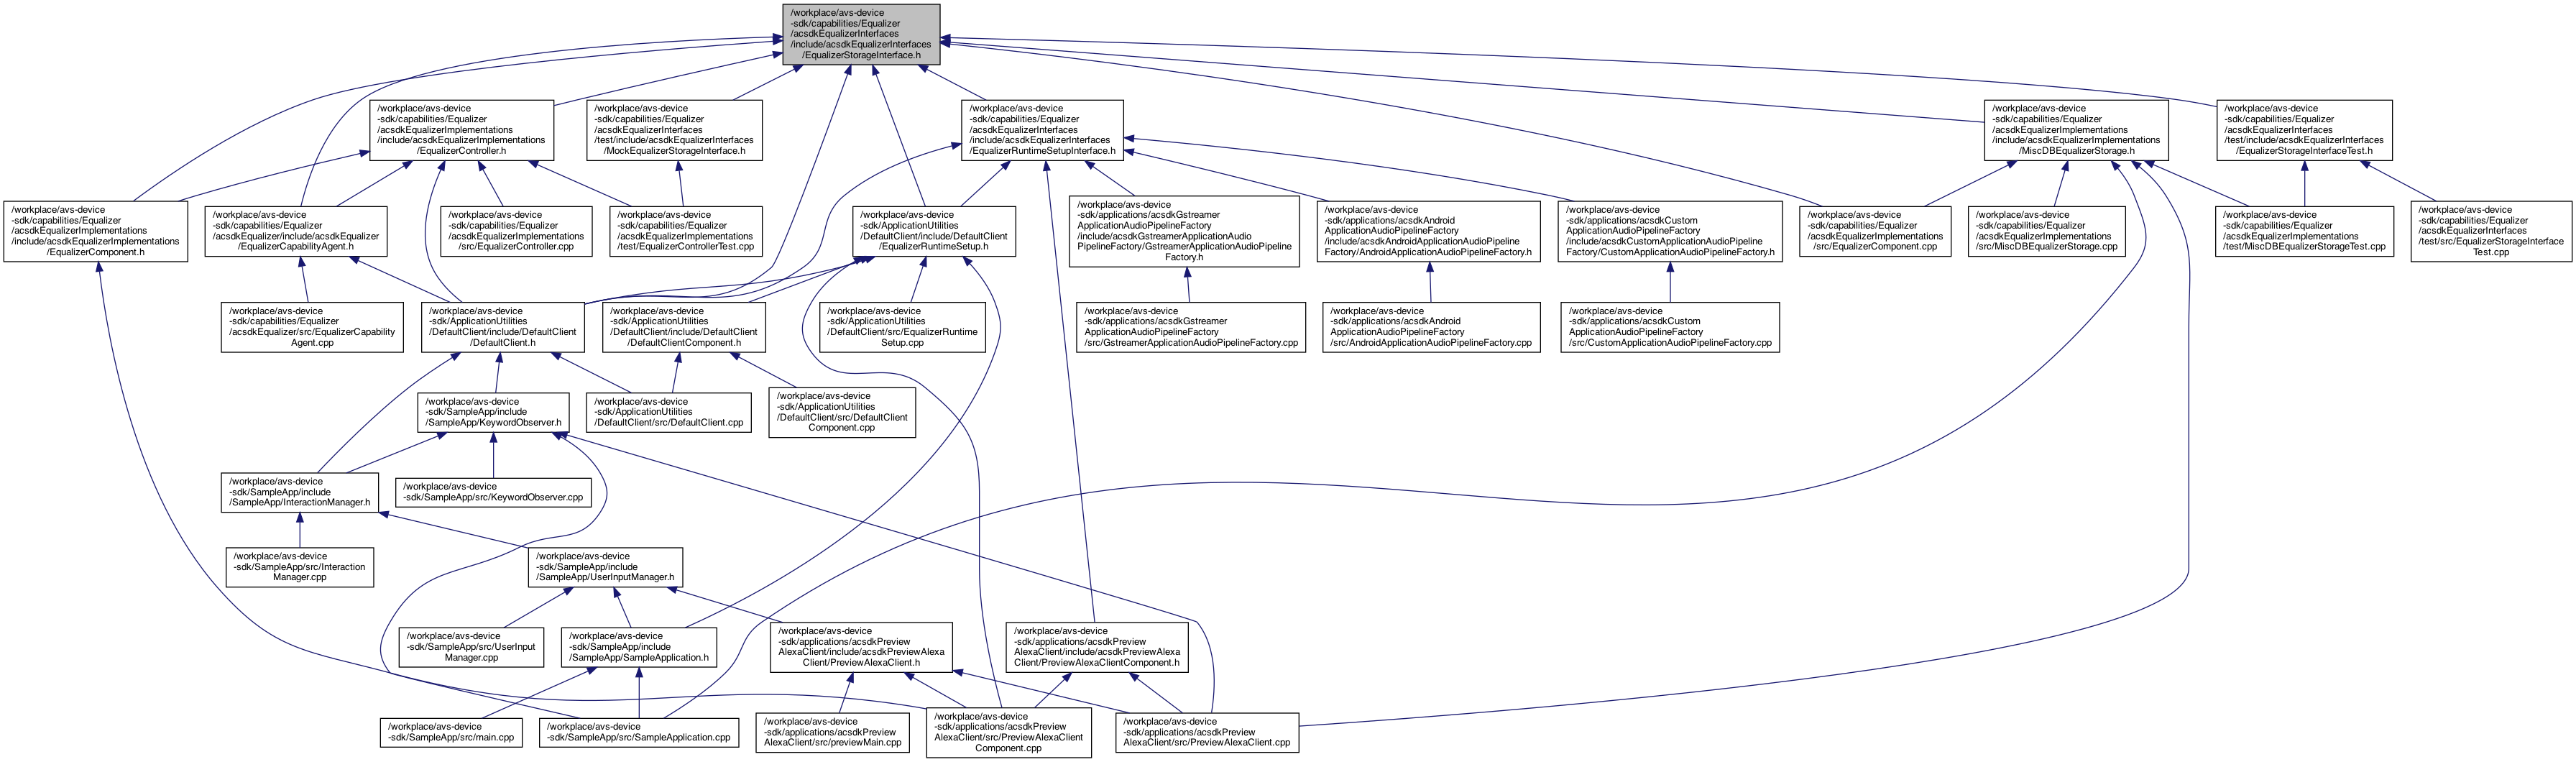 /workplace/avs-device
-sdk/capabilities/Equalizer
/acsdkEqualizerInterfaces
/include/acsdkEqualizerInterfaces
/EqualizerStorageInterface.h
/workplace/avs-device
-sdk/capabilities/Equalizer
/acsdkEqualizerImplementations
/include/acsdkEqualizerImplementations
/EqualizerController.h
/workplace/avs-device
-sdk/capabilities/Equalizer
/acsdkEqualizerInterfaces
/test/include/acsdkEqualizerInterfaces
/MockEqualizerStorageInterface.h
/workplace/avs-device
-sdk/capabilities/Equalizer
/acsdkEqualizerInterfaces
/include/acsdkEqualizerInterfaces
/EqualizerRuntimeSetupInterface.h
/workplace/avs-device
-sdk/capabilities/Equalizer
/acsdkEqualizerImplementations
/include/acsdkEqualizerImplementations
/MiscDBEqualizerStorage.h
/workplace/avs-device
-sdk/capabilities/Equalizer
/acsdkEqualizerInterfaces
/test/include/acsdkEqualizerInterfaces
/EqualizerStorageInterfaceTest.h
/workplace/avs-device
-sdk/capabilities/Equalizer
/acsdkEqualizerImplementations
/include/acsdkEqualizerImplementations
/EqualizerComponent.h
/workplace/avs-device
-sdk/capabilities/Equalizer
/acsdkEqualizer/include/acsdkEqualizer
/EqualizerCapabilityAgent.h
/workplace/avs-device
-sdk/capabilities/Equalizer
/acsdkEqualizerImplementations
/src/EqualizerController.cpp
/workplace/avs-device
-sdk/capabilities/Equalizer
/acsdkEqualizerImplementations
/test/EqualizerControllerTest.cpp
/workplace/avs-device
-sdk/ApplicationUtilities
/DefaultClient/include/DefaultClient
/EqualizerRuntimeSetup.h
/workplace/avs-device
-sdk/applications/acsdkGstreamer
ApplicationAudioPipelineFactory
/include/acsdkGstreamerApplicationAudio
PipelineFactory/GstreamerApplicationAudioPipeline
Factory.h
/workplace/avs-device
-sdk/applications/acsdkAndroid
ApplicationAudioPipelineFactory
/include/acsdkAndroidApplicationAudioPipeline
Factory/AndroidApplicationAudioPipelineFactory.h
/workplace/avs-device
-sdk/applications/acsdkCustom
ApplicationAudioPipelineFactory
/include/acsdkCustomApplicationAudioPipeline
Factory/CustomApplicationAudioPipelineFactory.h
/workplace/avs-device
-sdk/capabilities/Equalizer
/acsdkEqualizerImplementations
/src/EqualizerComponent.cpp
/workplace/avs-device
-sdk/capabilities/Equalizer
/acsdkEqualizerImplementations
/src/MiscDBEqualizerStorage.cpp
/workplace/avs-device
-sdk/capabilities/Equalizer
/acsdkEqualizerImplementations
/test/MiscDBEqualizerStorageTest.cpp
/workplace/avs-device
-sdk/capabilities/Equalizer
/acsdkEqualizerInterfaces
/test/src/EqualizerStorageInterface
Test.cpp
/workplace/avs-device
-sdk/capabilities/Equalizer
/acsdkEqualizer/src/EqualizerCapability
Agent.cpp
/workplace/avs-device
-sdk/ApplicationUtilities
/DefaultClient/include/DefaultClient
/DefaultClient.h
/workplace/avs-device
-sdk/ApplicationUtilities
/DefaultClient/include/DefaultClient
/DefaultClientComponent.h
/workplace/avs-device
-sdk/ApplicationUtilities
/DefaultClient/src/EqualizerRuntime
Setup.cpp
/workplace/avs-device
-sdk/applications/acsdkGstreamer
ApplicationAudioPipelineFactory
/src/GstreamerApplicationAudioPipelineFactory.cpp
/workplace/avs-device
-sdk/applications/acsdkAndroid
ApplicationAudioPipelineFactory
/src/AndroidApplicationAudioPipelineFactory.cpp
/workplace/avs-device
-sdk/applications/acsdkCustom
ApplicationAudioPipelineFactory
/src/CustomApplicationAudioPipelineFactory.cpp
/workplace/avs-device
-sdk/SampleApp/include
/SampleApp/KeywordObserver.h
/workplace/avs-device
-sdk/ApplicationUtilities
/DefaultClient/src/DefaultClient.cpp
/workplace/avs-device
-sdk/ApplicationUtilities
/DefaultClient/src/DefaultClient
Component.cpp
/workplace/avs-device
-sdk/SampleApp/include
/SampleApp/InteractionManager.h
/workplace/avs-device
-sdk/SampleApp/src/KeywordObserver.cpp
/workplace/avs-device
-sdk/SampleApp/src/Interaction
Manager.cpp
/workplace/avs-device
-sdk/SampleApp/include
/SampleApp/UserInputManager.h
/workplace/avs-device
-sdk/SampleApp/src/UserInput
Manager.cpp
/workplace/avs-device
-sdk/SampleApp/include
/SampleApp/SampleApplication.h
/workplace/avs-device
-sdk/applications/acsdkPreview
AlexaClient/include/acsdkPreviewAlexa
Client/PreviewAlexaClient.h
/workplace/avs-device
-sdk/applications/acsdkPreview
AlexaClient/include/acsdkPreviewAlexa
Client/PreviewAlexaClientComponent.h
/workplace/avs-device
-sdk/SampleApp/src/main.cpp
/workplace/avs-device
-sdk/SampleApp/src/SampleApplication.cpp
/workplace/avs-device
-sdk/applications/acsdkPreview
AlexaClient/src/previewMain.cpp
/workplace/avs-device
-sdk/applications/acsdkPreview
AlexaClient/src/PreviewAlexaClient
Component.cpp
/workplace/avs-device
-sdk/applications/acsdkPreview
AlexaClient/src/PreviewAlexaClient.cpp